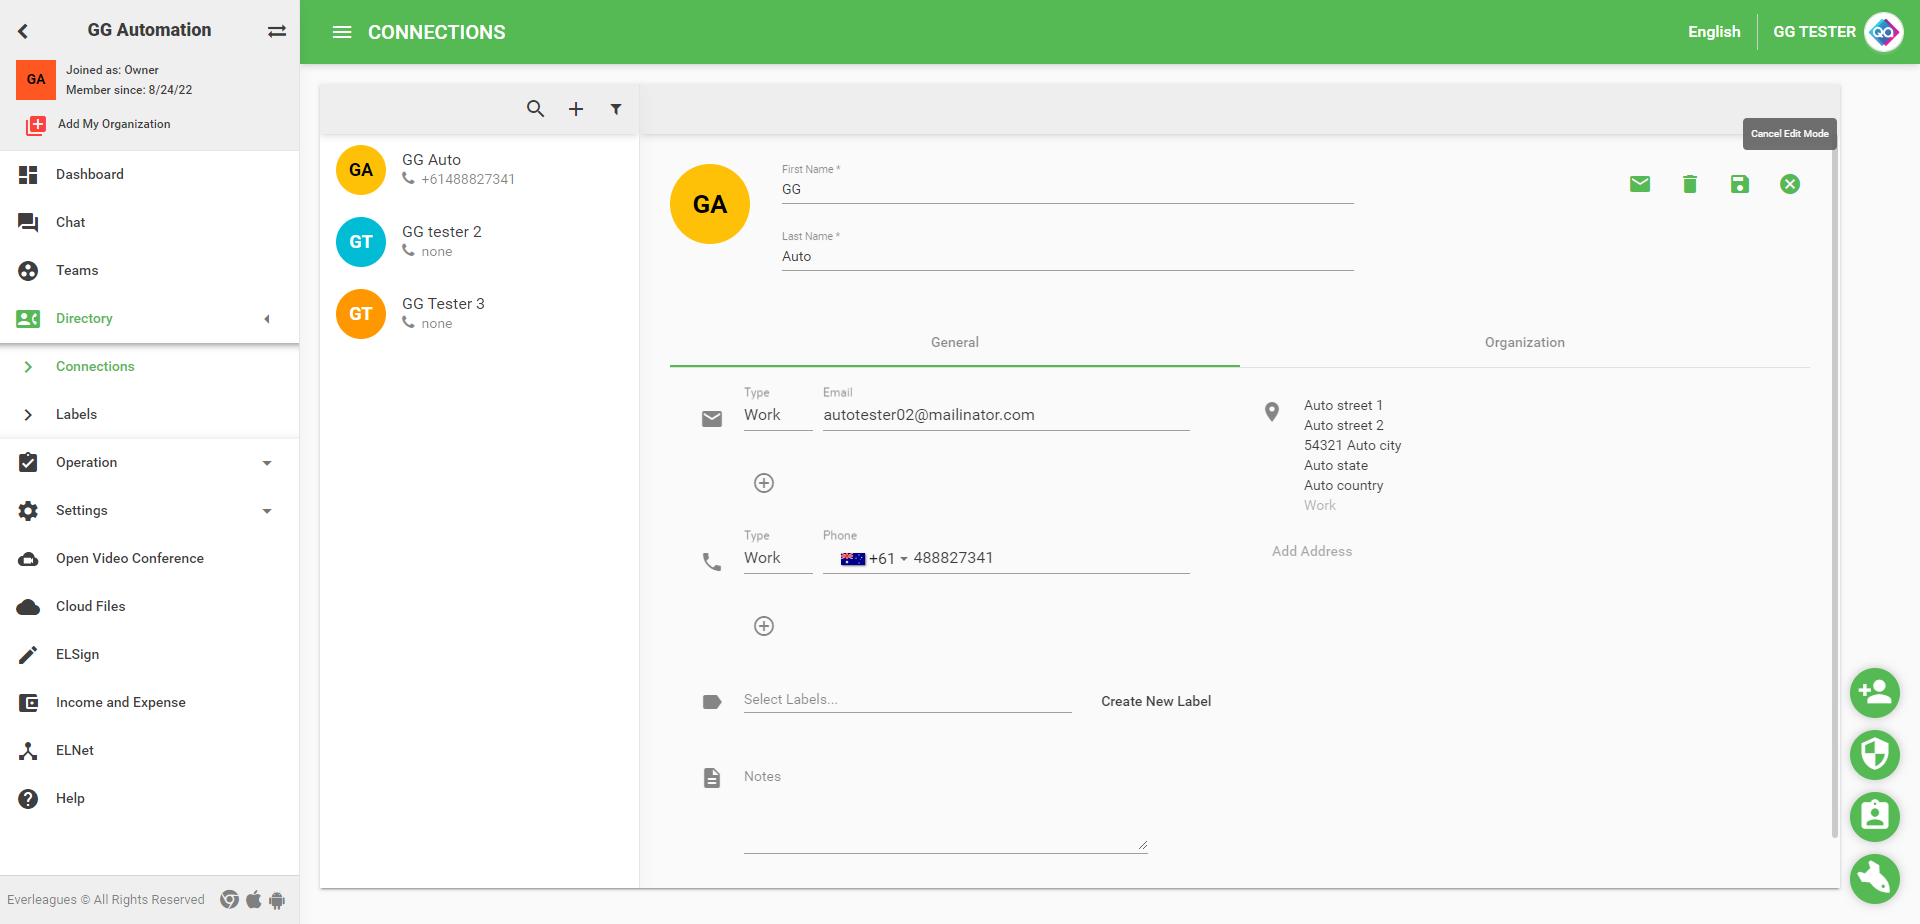 GG Automation
GA
Joined as: Owner
Member since: 8/24/22
Add My Organization
Dashboard
Chat
Teams
Directory
Connections
Labels
Operation
Settings
Open Video Conference
Cloud Files
ELSign
Income and Expense
ELNet
Help
Everleagues © All Rights Reserved
CONNECTIONS
English
GG TESTER
QA
GA
GG Auto
+61488827341
GT
GG tester 2
none
GT
GG Tester 3
none
Cancel Edit Mode
GA
First Name *
GG
Last Name *
Auto
General
Organization
Type
Email
Work
autotester02@mailinator.com
Type
Phone
Work
+61
488827341
Select Labels...
Create New Label
Notes
Auto street 1
Auto street 2
54321 Auto city
Auto state
Auto country
Work
Add Address